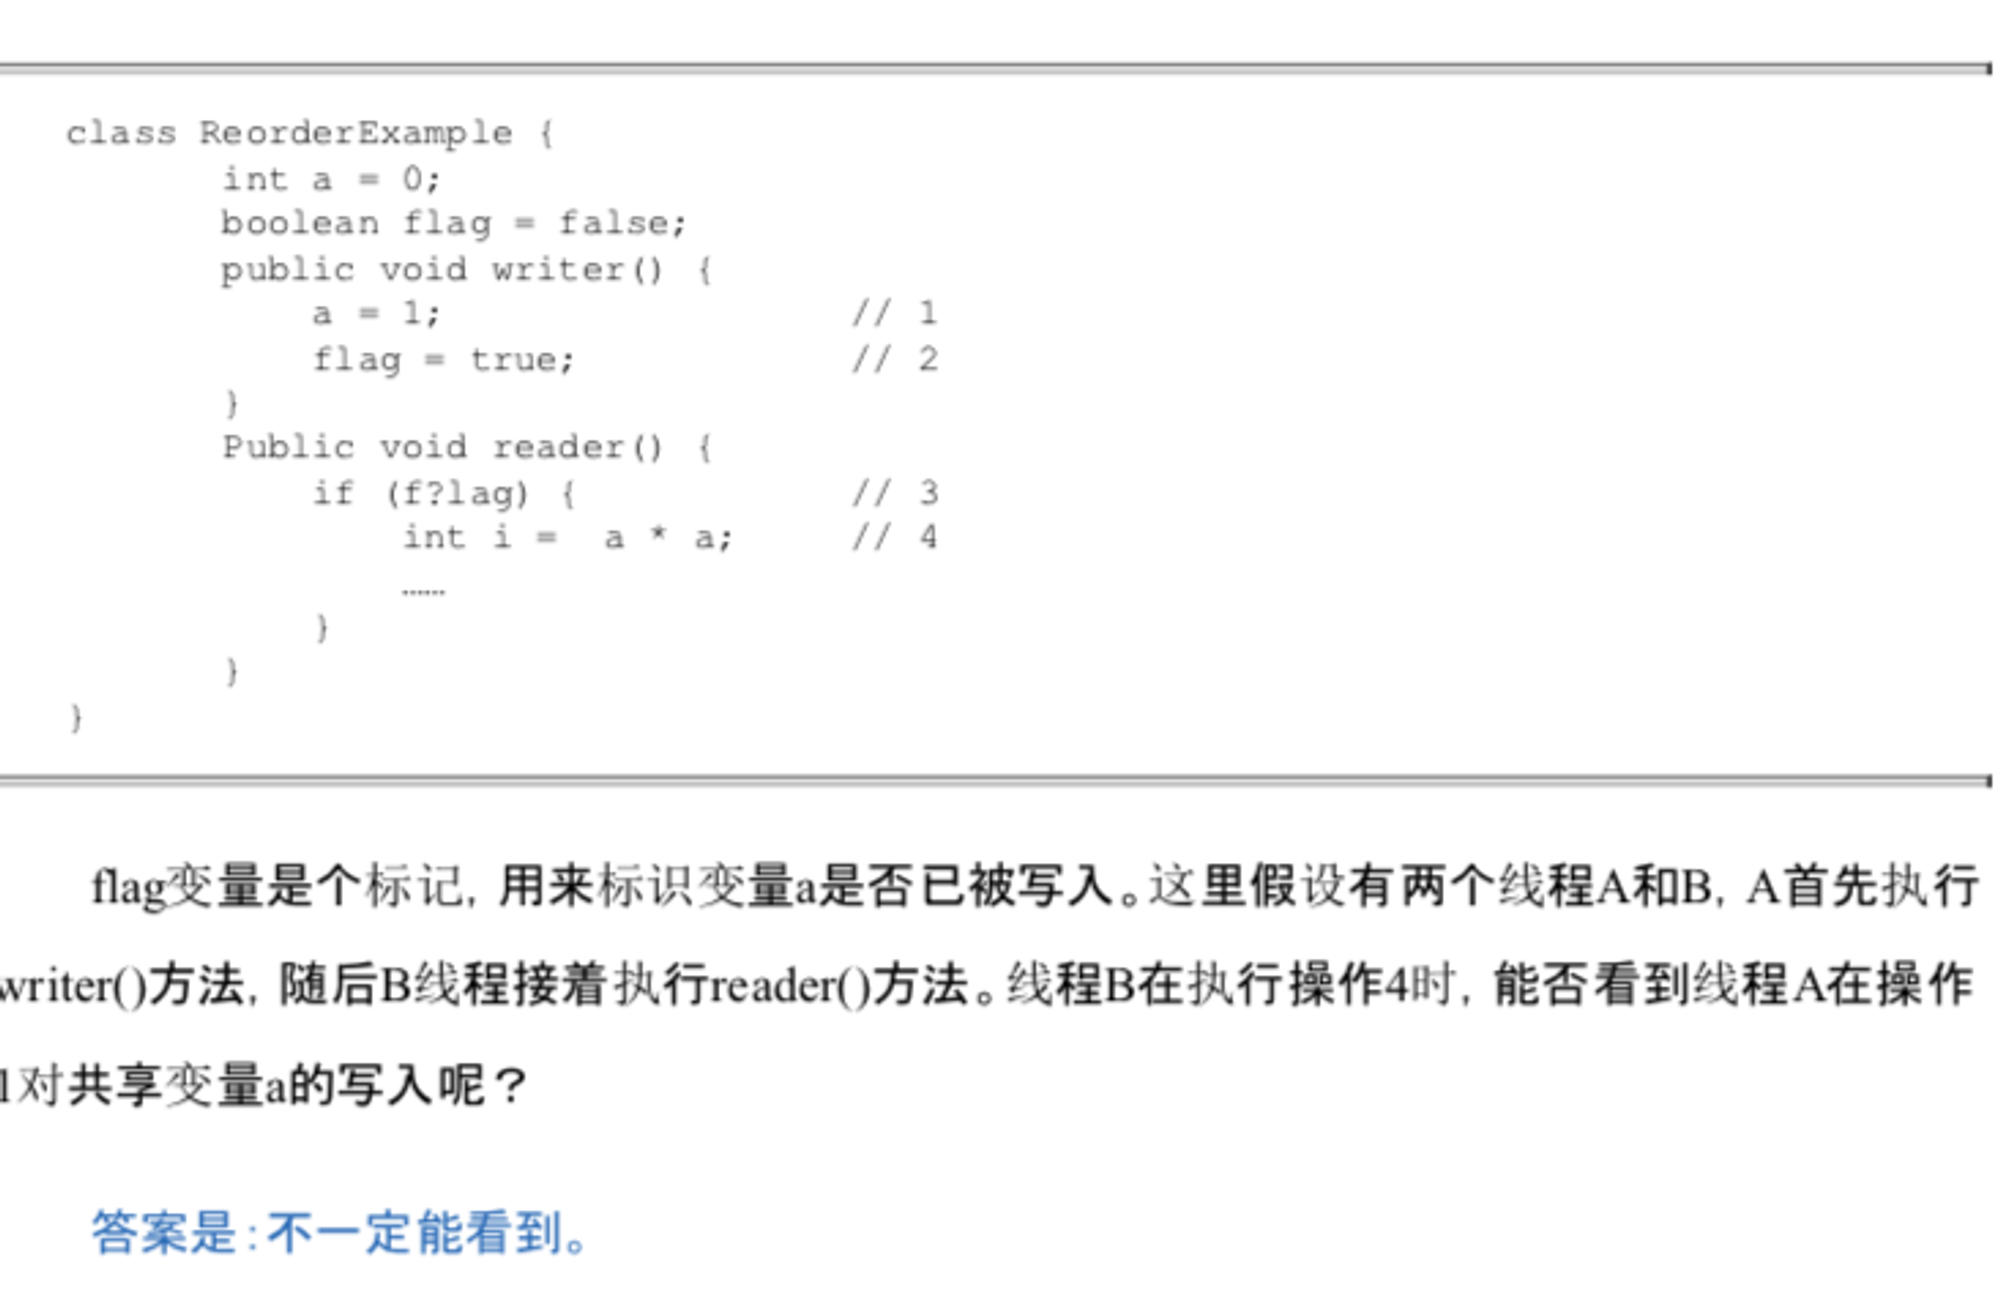 class ReorderExample {
int a = 0;
boolean flag = false;
public void writer() {
a = 1; // 1
flag = true; // 2
}
Public void reader() {
if (f?lag) { // 3
int i = a * a; // 4
……
}
}
}
flag变量是个标记，用来标识变量a是否已被写入。这里假设有两个线程A和B，A首先执行
writer()方法，随后B线程接着执行reader()方法。线程B在执行操作4时，能否看到线程A在操作
1对共享变量a的写入呢？
答案是：不一定能看到。